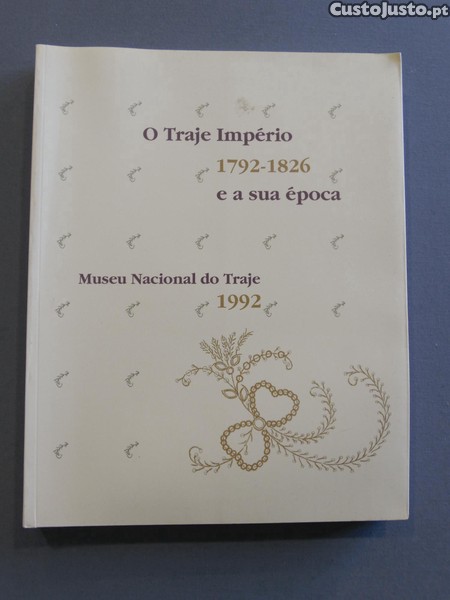 CustoJusto.pt
O Traje Império
1792-1826
e a sua época
Museu Nacional do Traje
1992